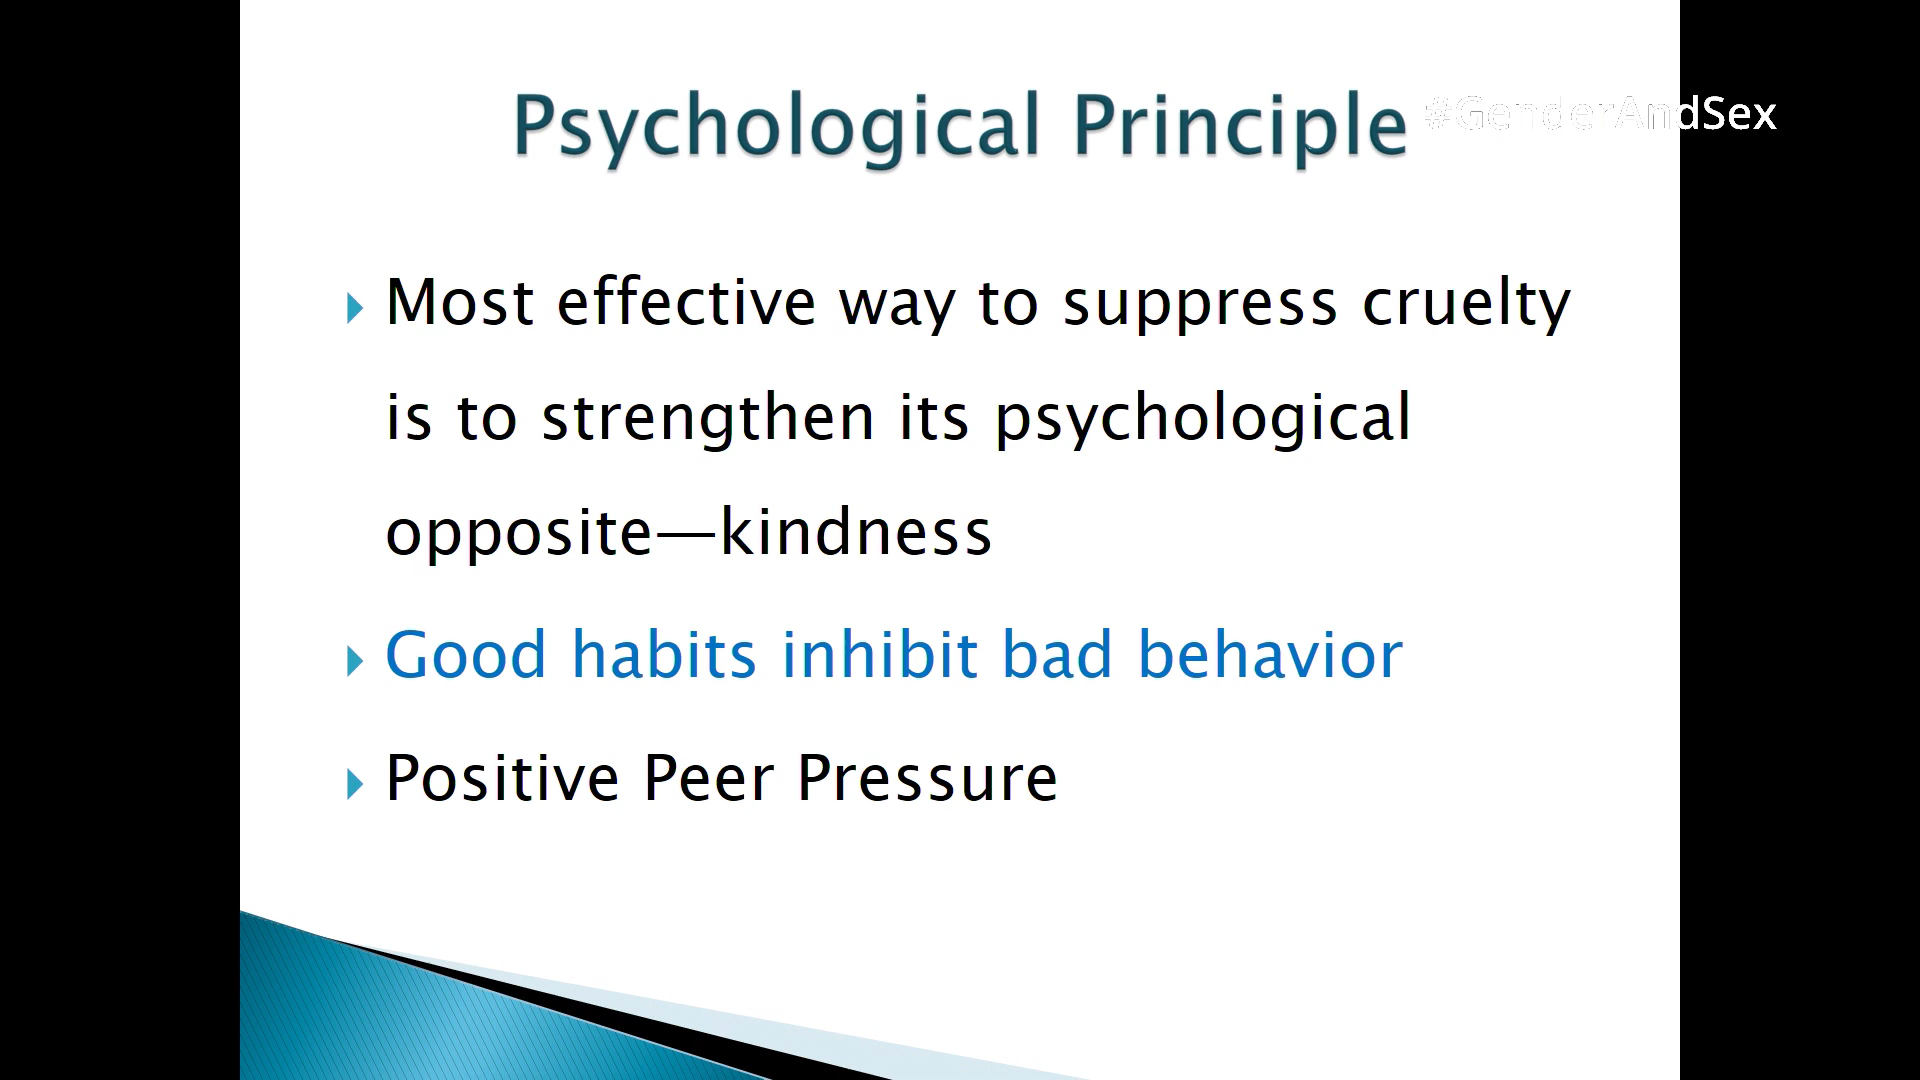 Psychological Principle
#GenderAndSex
Most effective way to suppress cruelty
is to strengthen its psychological
opposite—kindness
Good habits inhibit bad behavior
Positive Peer Pressure